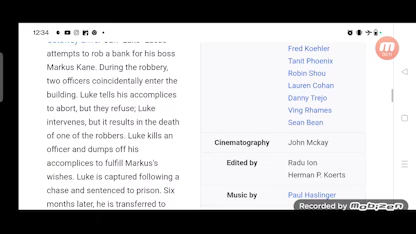 12:34
attempts to rob a bank for his boss
Markus Kane. During the robbery,
two officers coincidentally enter the
building. Luke tells his accomplices
to abort, but they refuse; Luke
intervenes, but it results in the death
of one of the robbers. Luke kills an
officer and dumps off his
accomplices to fulfill Markus's
wishes. Luke is captured following a
chase and sentenced to prison. Six
months later, he is transferred to
Fred Koehler
Tanit Phoenix
Robin Shou
Lauren Cohan
Danny Trejo
Ving Rhames
Sean Bean
Cinematography John Mckay
Edited by Radu Ion
Herman P. Koerts
Music by Paul Haslinger
Recorded by Mobizen